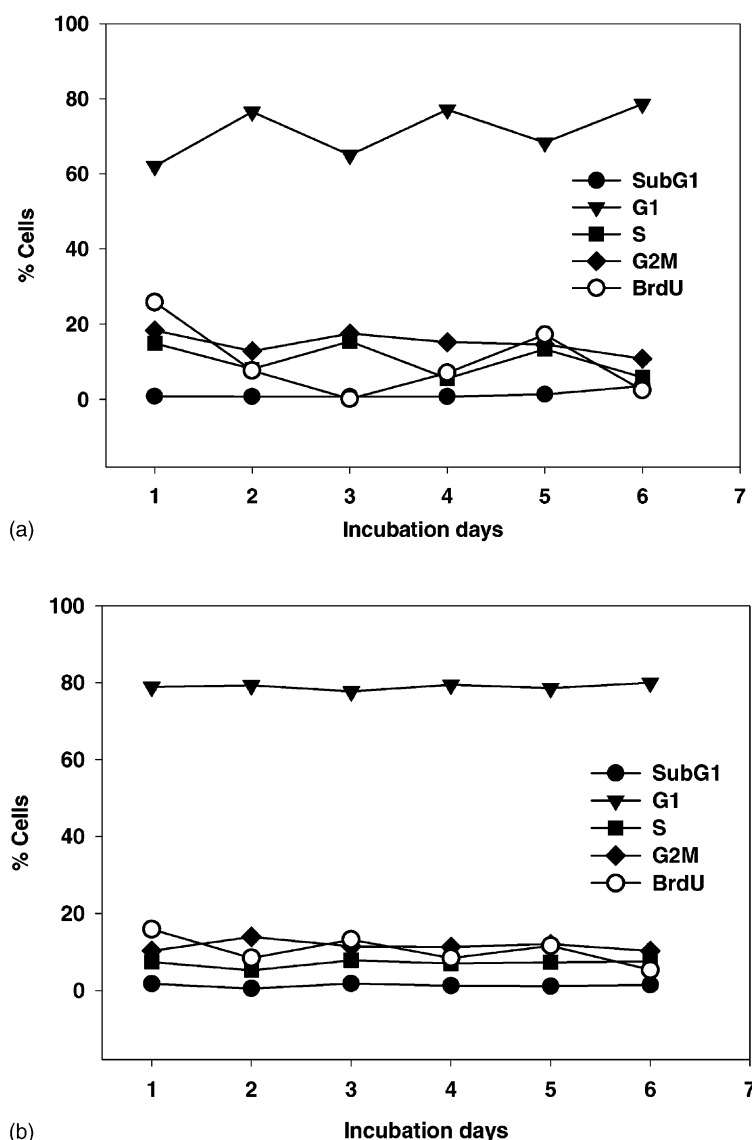 100
80
60
40
20
0
% Cells
SubG1
G1
S
G2M
BrdU
1 2 3 4 5 6 7
Incubation days
(a)
100
80
60
40
20
0
% Cells
SubG1
G1
S
G2M
BrdU
1 2 3 4 5 6 7
Incubation days
(b)